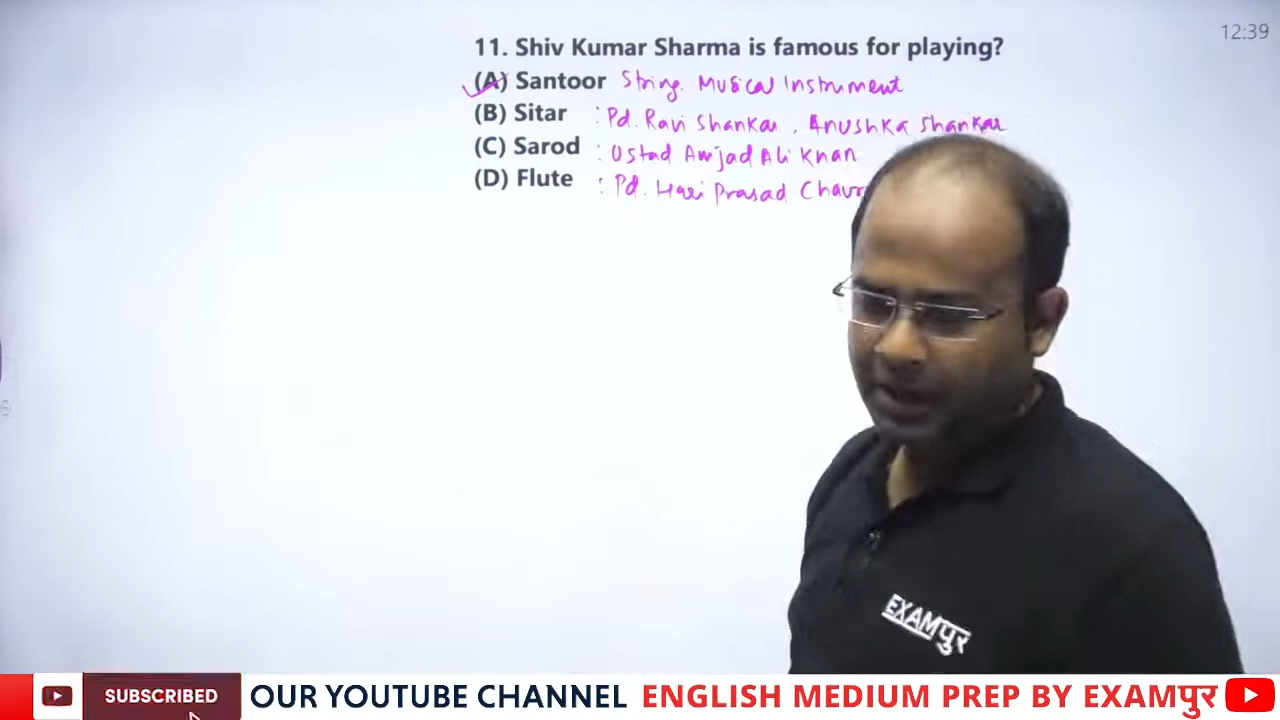 12:39
11. Shiv Kumar Sharma is famous for playing?
(A) Santoor String. Musical Instrument
(B) Sitar : Pd. Ravi Shankar, Anushka Shankar
(C) Sarod : Ustad Amjad Ali Khan
(D) Flute : Pd. Hari Prasad
EXAMपुर
SUBSCRIBED OUR YOUTUBE CHANNEL ENGLISH MEDIUM PREP BY EXAMपुर